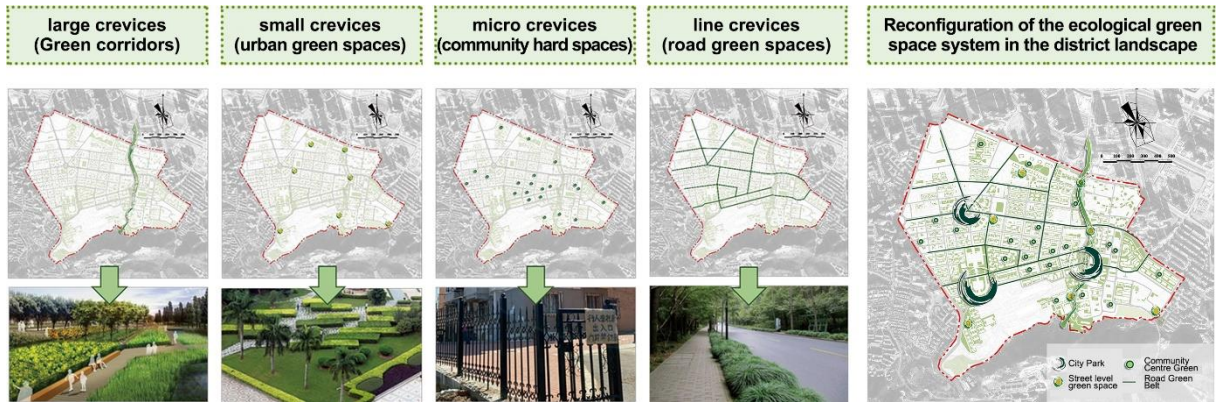 large crevices
(Green corridors)
small crevices
(urban green spaces)
micro crevices
(community hard spaces)
line crevices
(road green spaces)
Reconfiguration of the ecological green
space system in the district landscape
City Park
Community
Centre Green
Street level
green space
Road Green
Belt